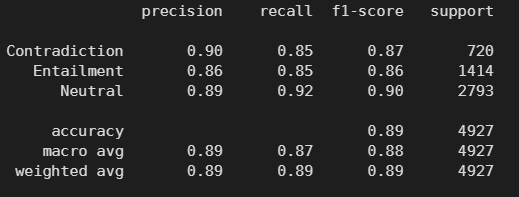 precision recall f1-score support
Contradiction 0.90 0.85 0.87 720
Entailment 0.86 0.85 0.86 1414
Neutral 0.89 0.92 0.90 2793
accuracy 0.89 4927
macro avg 0.89 0.87 0.88 4927
weighted avg 0.89 0.89 0.89 4927